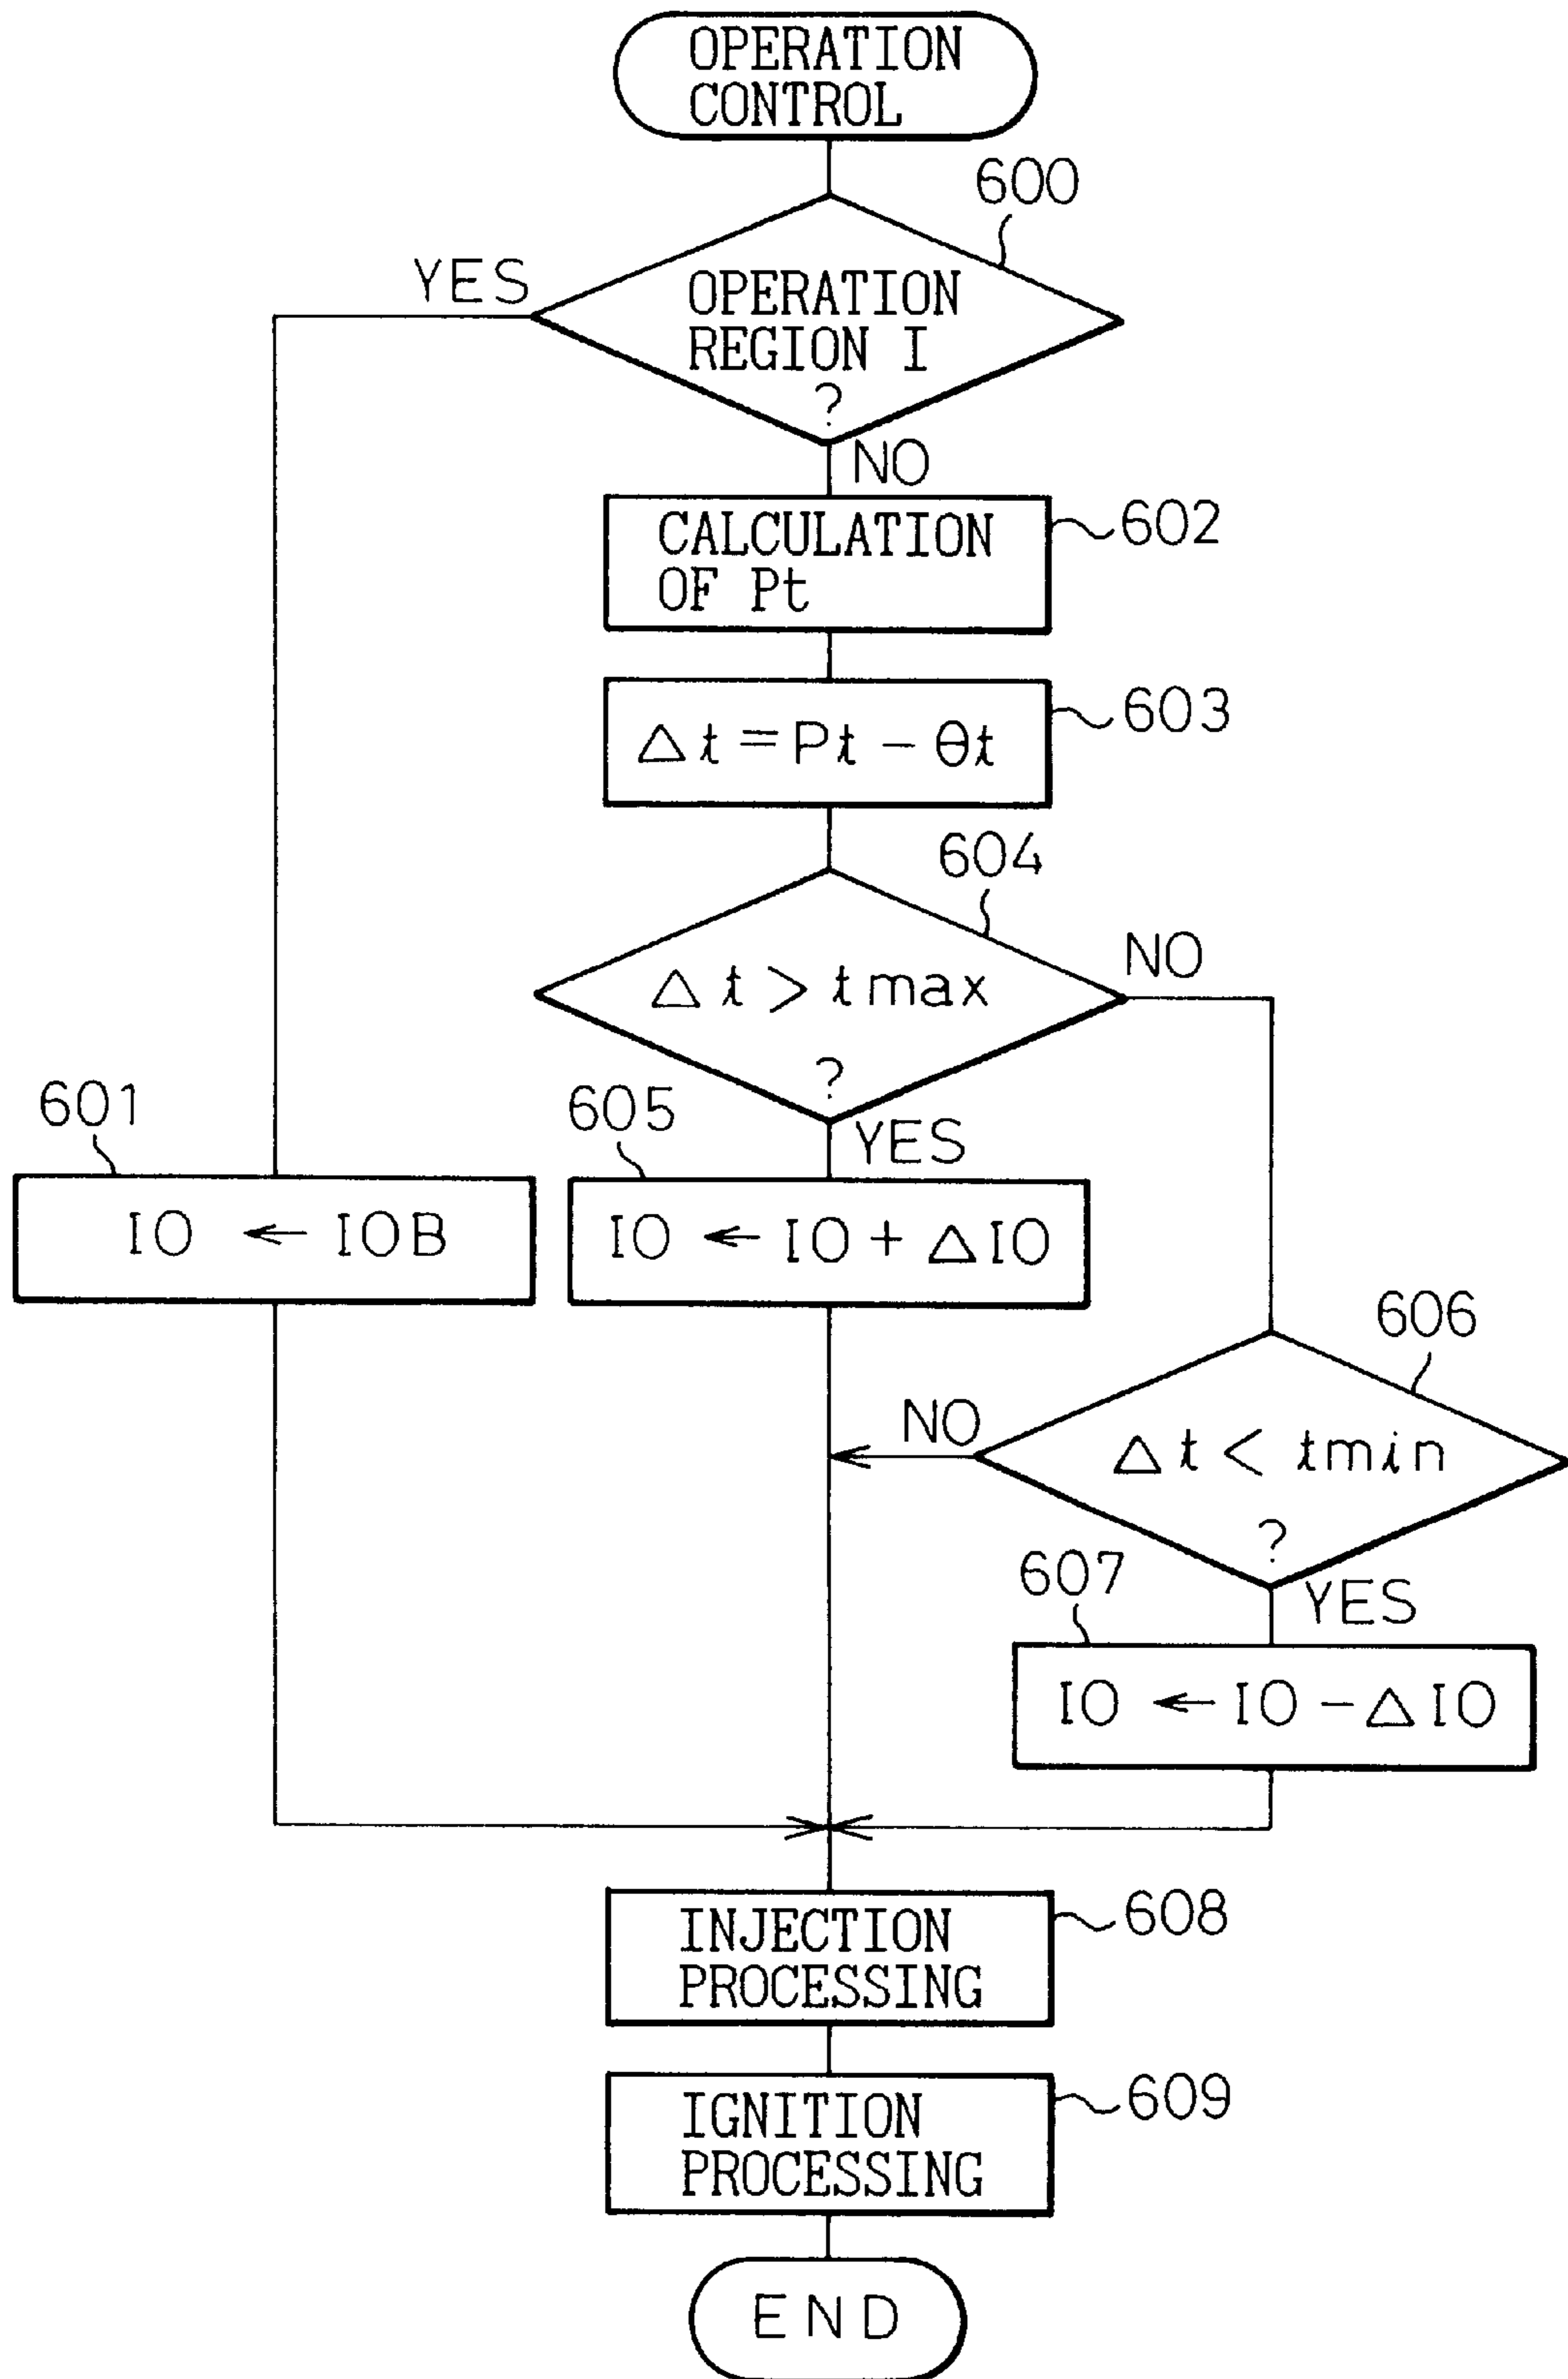 OPERATION
CONTROL
600
YES
OPERATION
REGION I
?
NO
CALCULATION
OF Pt
602
Δt = Pt - θt
603
604
Δt > tmax
?
NO
601
605
YES
IO ← IOB
IO ← IO + ΔIO
606
NO
Δt < tmin
?
607
YES
IO ← IO - ΔIO
INJECTION
PROCESSING
608
IGNITION
PROCESSING
609
END